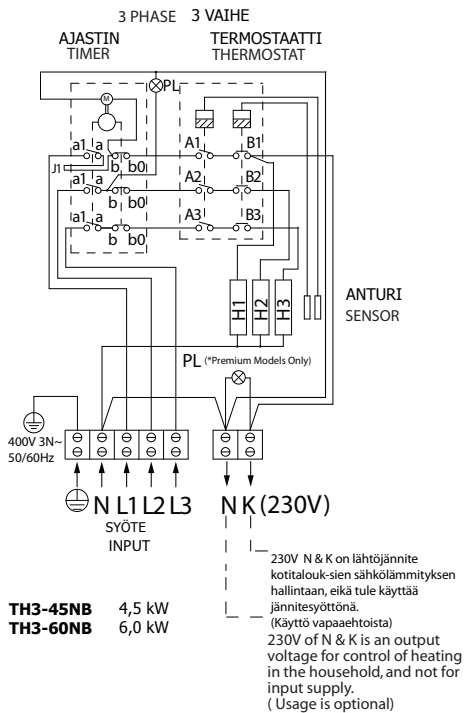 3 PHASE 3 VAIHE
AJASTIN
TIMER
TERMOSTAATTI
THERMOSTAT
M
PL
a1 a
J1
b b0
A1
B1
a1 a
b b0
A2
B2
a1 a
b b0
A3
B3
H1
H2
H3
ANTURI
SENSOR
PL (*Premium Models Only)
400V 3N~
50/60Hz
N L1 L2 L3
SYÖTE
INPUT
N K (230V)
230V N & K on lähtöjännite
kotitalouk-sien sähkölämmityksen
hallintaan, eikä tule käyttää
jännitesyöttönä.
(Käyttö vapaaehtoista)
230V of N & K is an output
voltage for control of heating
in the household, and not for
input supply.
( Usage is optional)
TH3-45NB 4,5 kW
TH3-60NB 6,0 kW